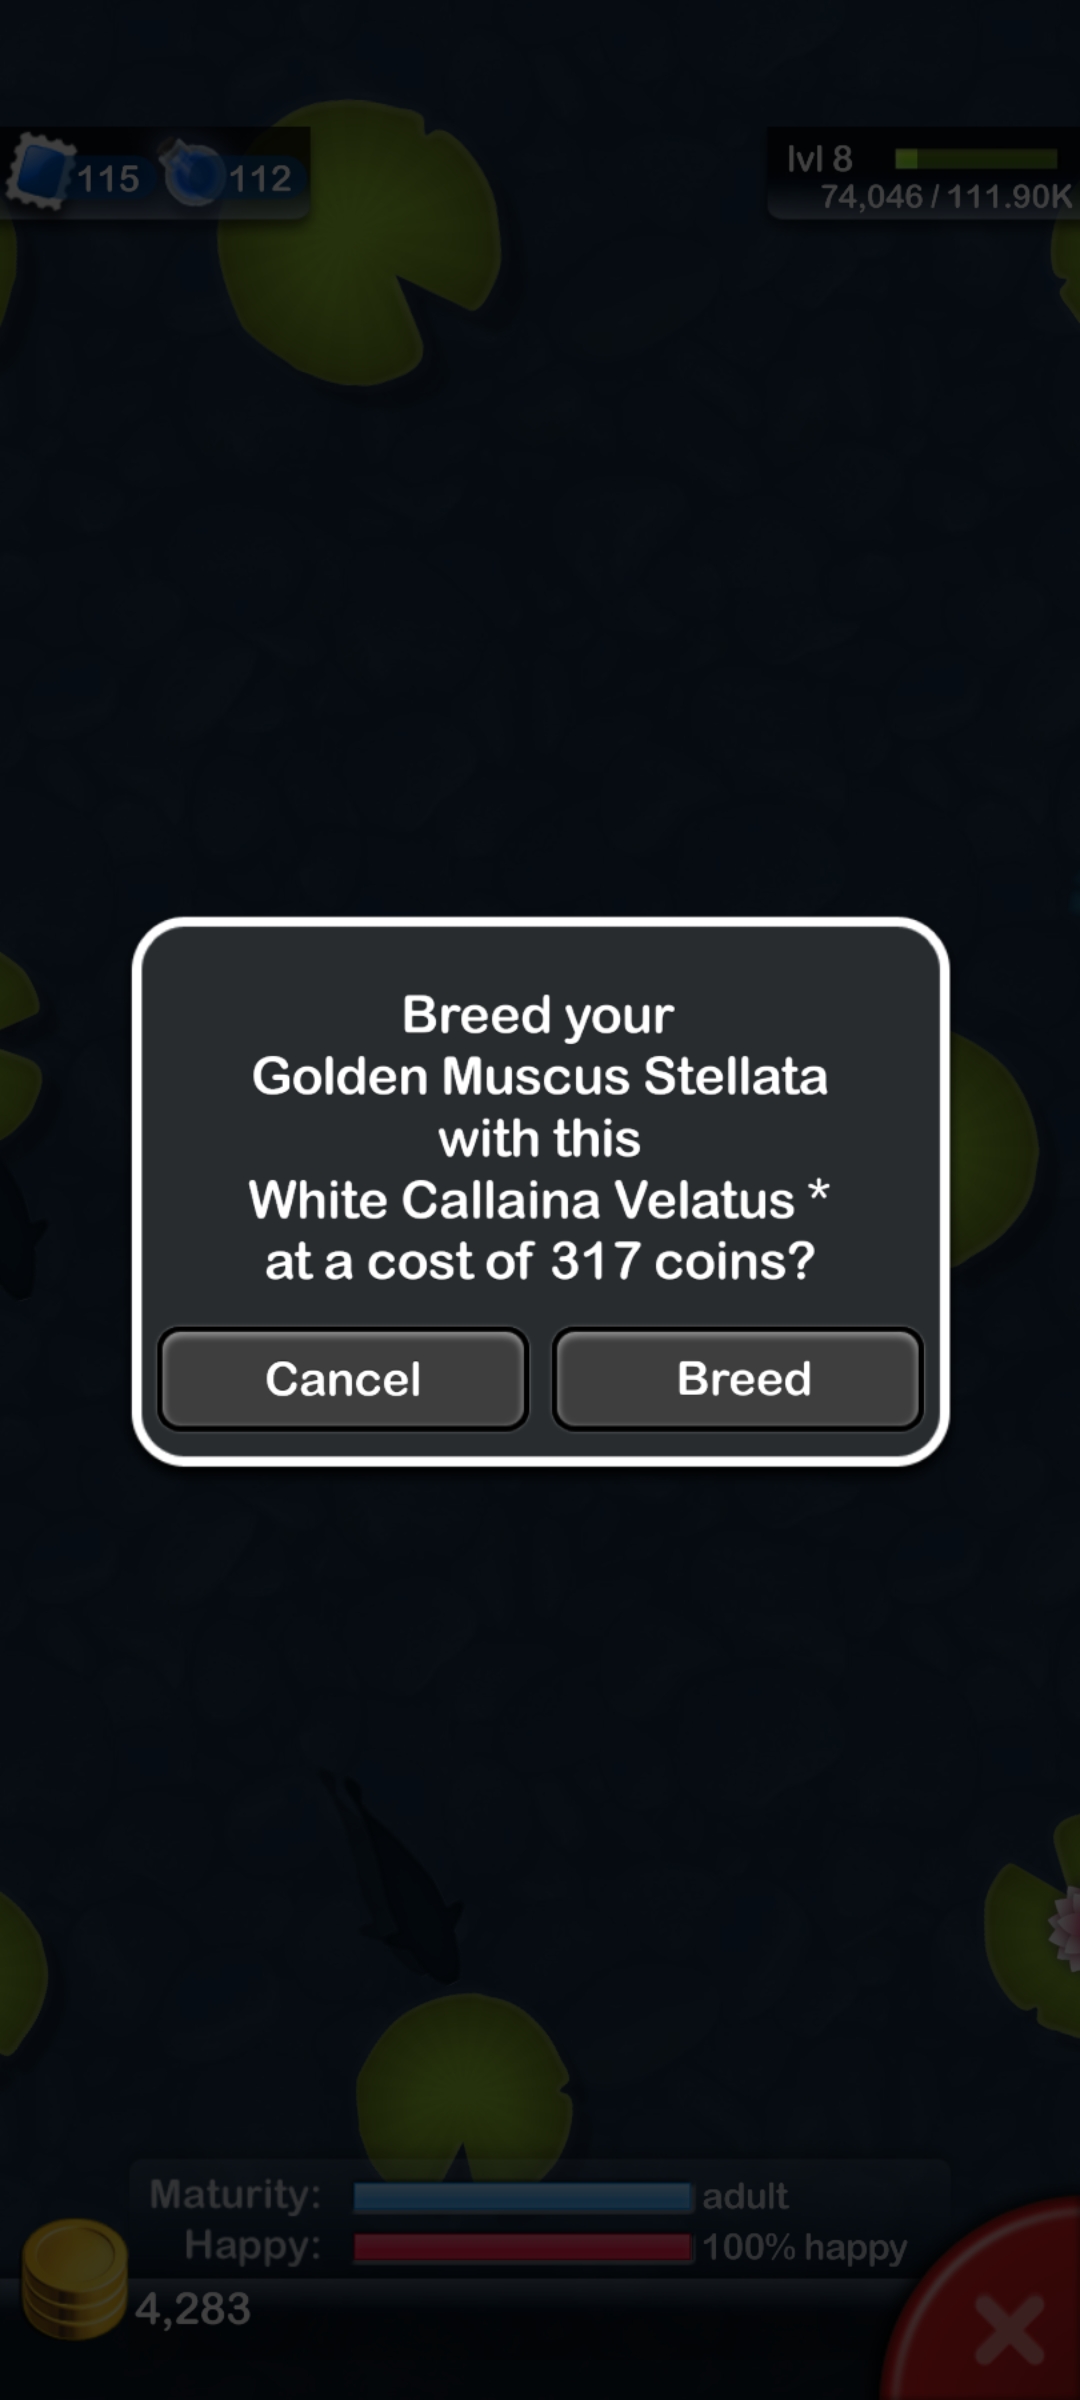 115 112
lvl 8
74,046 / 111.90K
Breed your
Golden Muscus Stellata
with this
White Callaina Velatus *
at a cost of 317 coins?
Cancel Breed
Maturity: adult
Happy: 100% happy
4,283